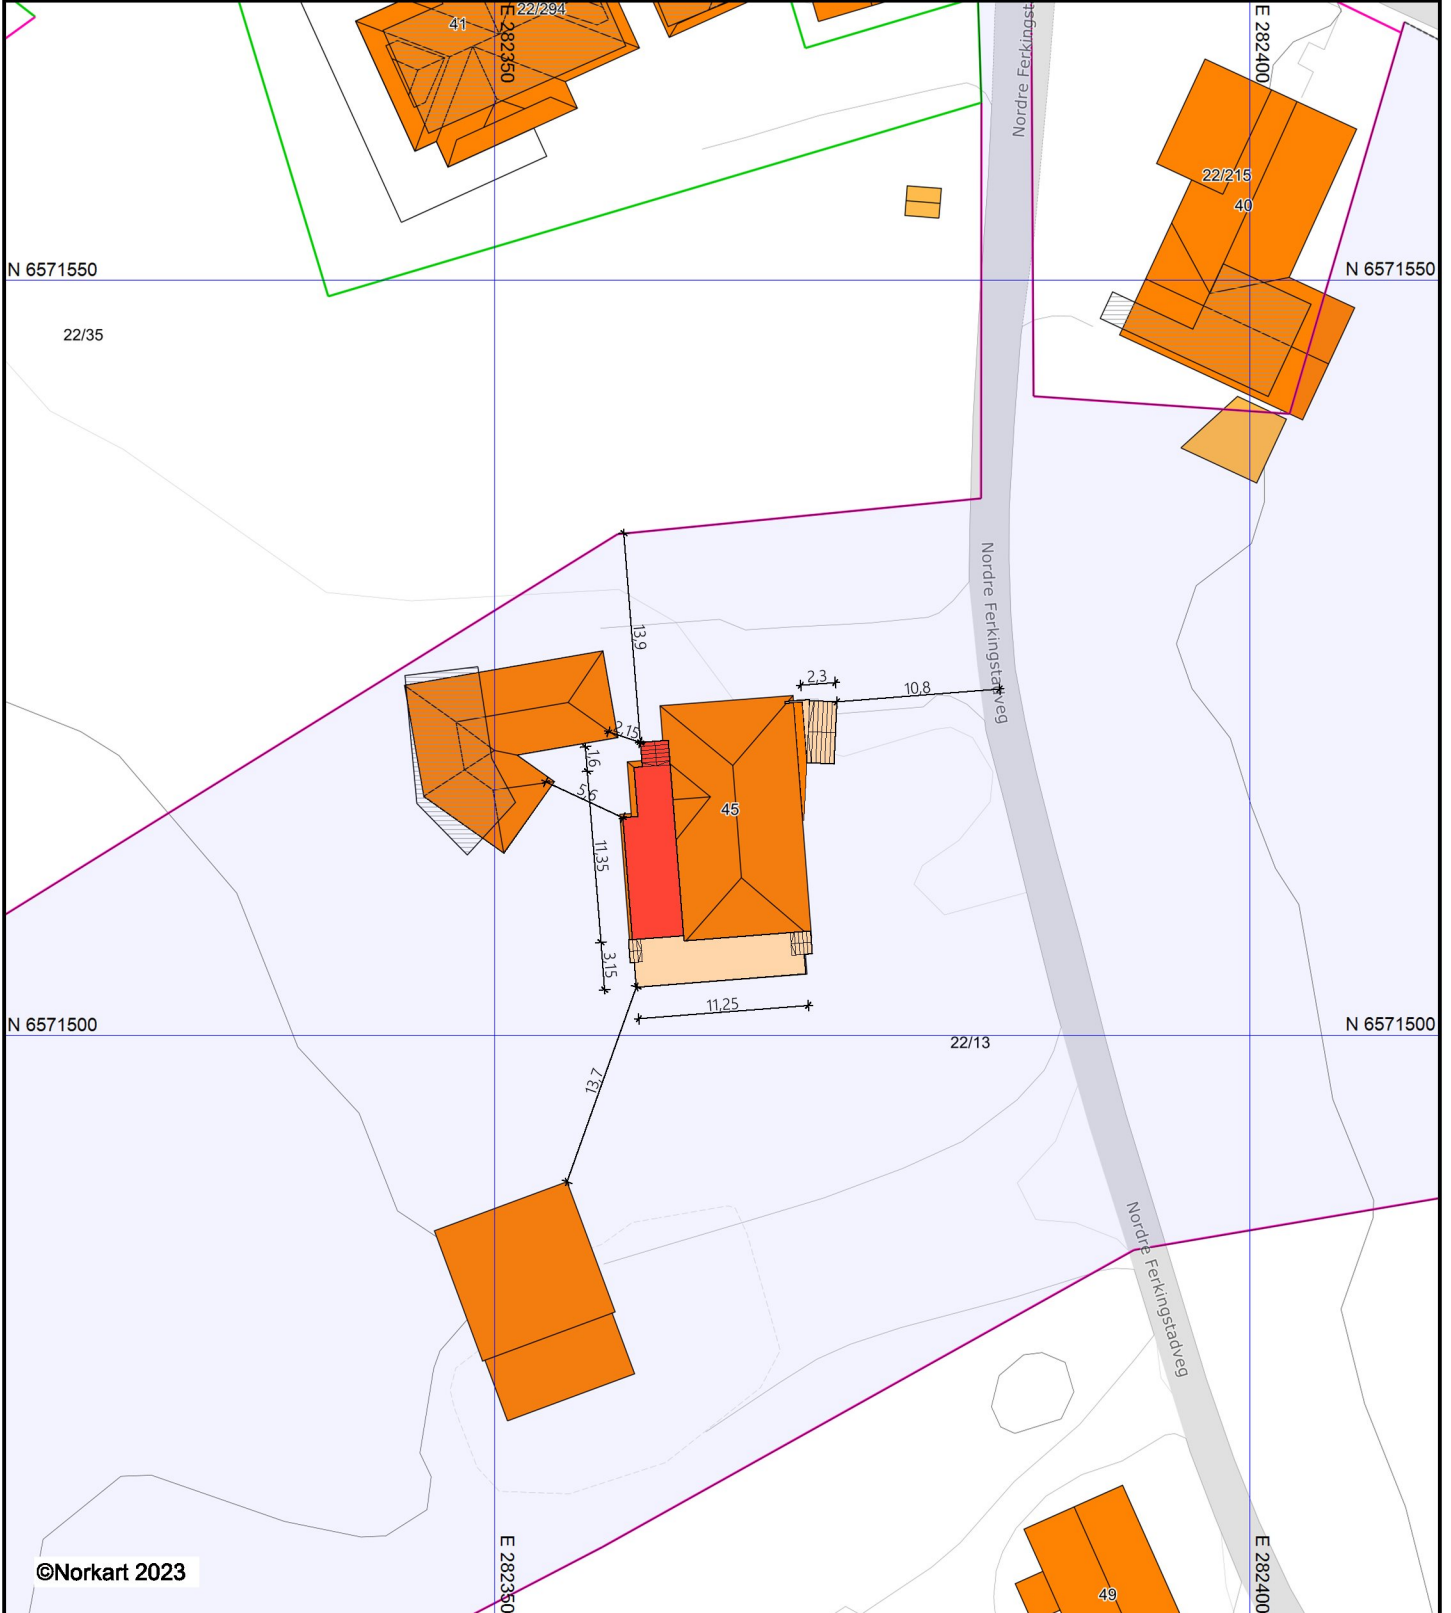 22/294
41
E 282350
Nordre Ferkingst
E 282400
22/215
40
N 6571550
N 6571550
22/35
Nordre Ferkingstadveg
13,9
2,3
10,8
2,15
1,6
5,6
45
11,35
3,15
11,25
N 6571500
N 6571500
22/13
13,7
Nordre Ferkingstadveg
E 282350
E 282400
©Norkart 2023
49